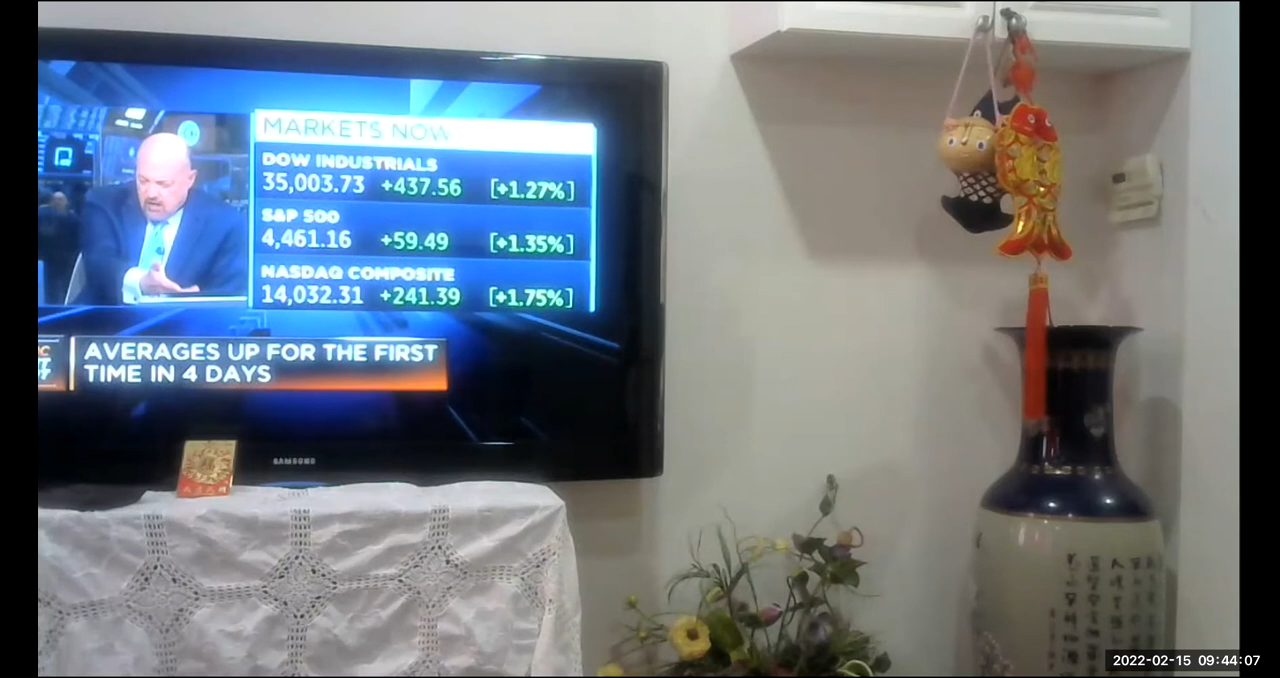 MARKETS NOW
DOW INDUSTRIALS
35,003.73 +437.56 [+1.27%]
S&P 500
4,461.16 +59.49 [+1.35%]
NASDAQ COMPOSITE
14,032.31 +241.39 [+1.75%]
AVERAGES UP FOR THE FIRST
TIME IN 4 DAYS
SAMSUNG
2022-02-15 09:44:07